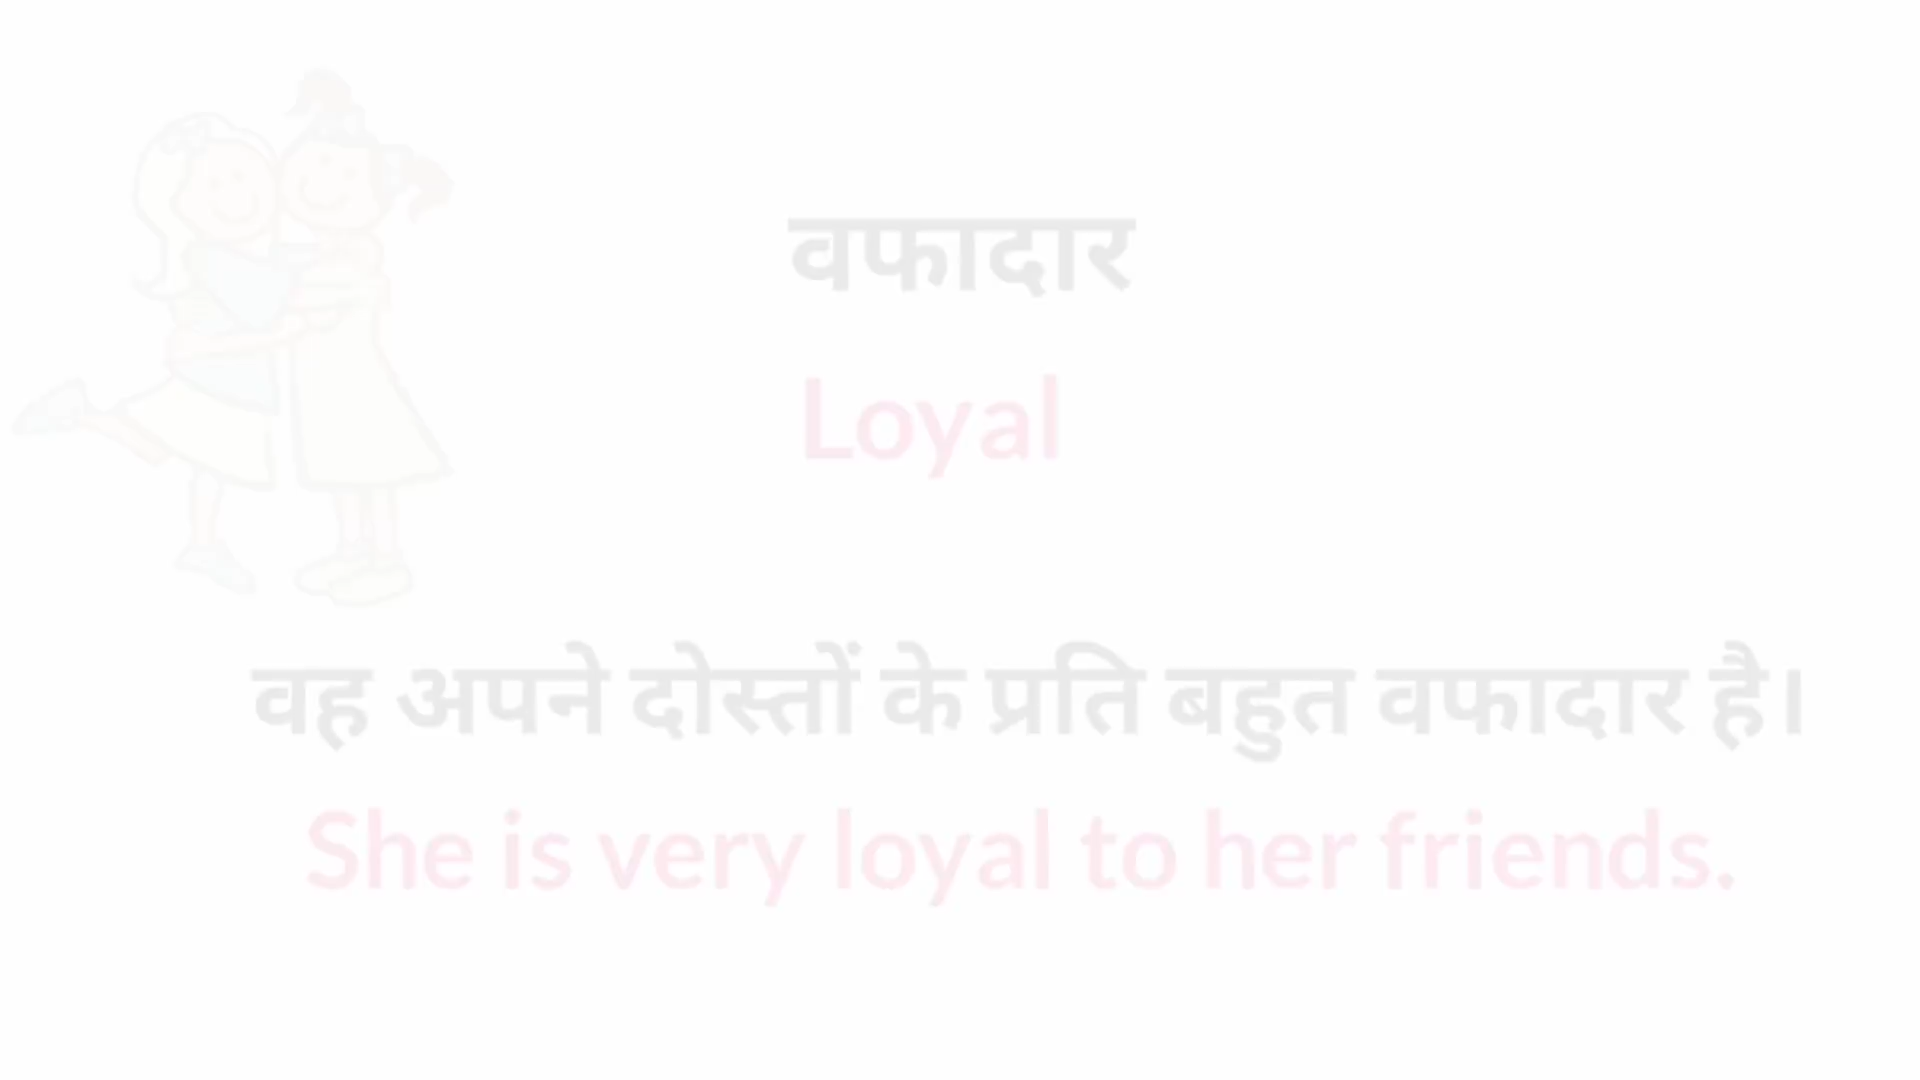 वफादार
Loyal
वह अपने दोस्तों के प्रति बहुत वफादार है।
She is very loyal to her friends.